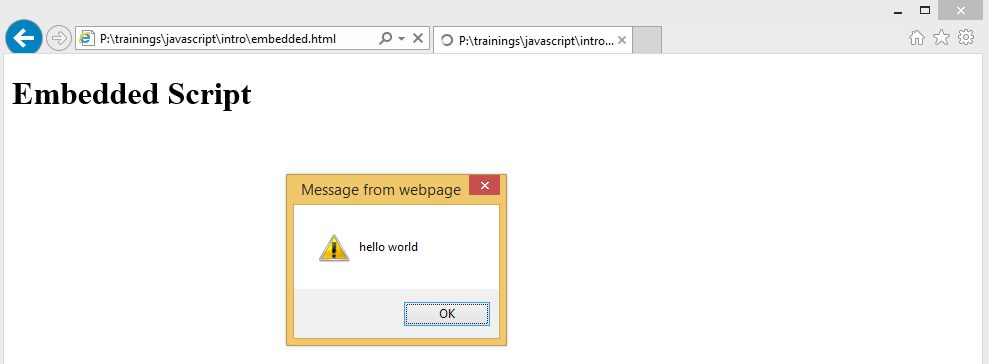 P:\trainings\javascript\intro\embedded.html
P:\trainings\javascript\intro...
Embedded Script
Message from webpage
hello world
OK